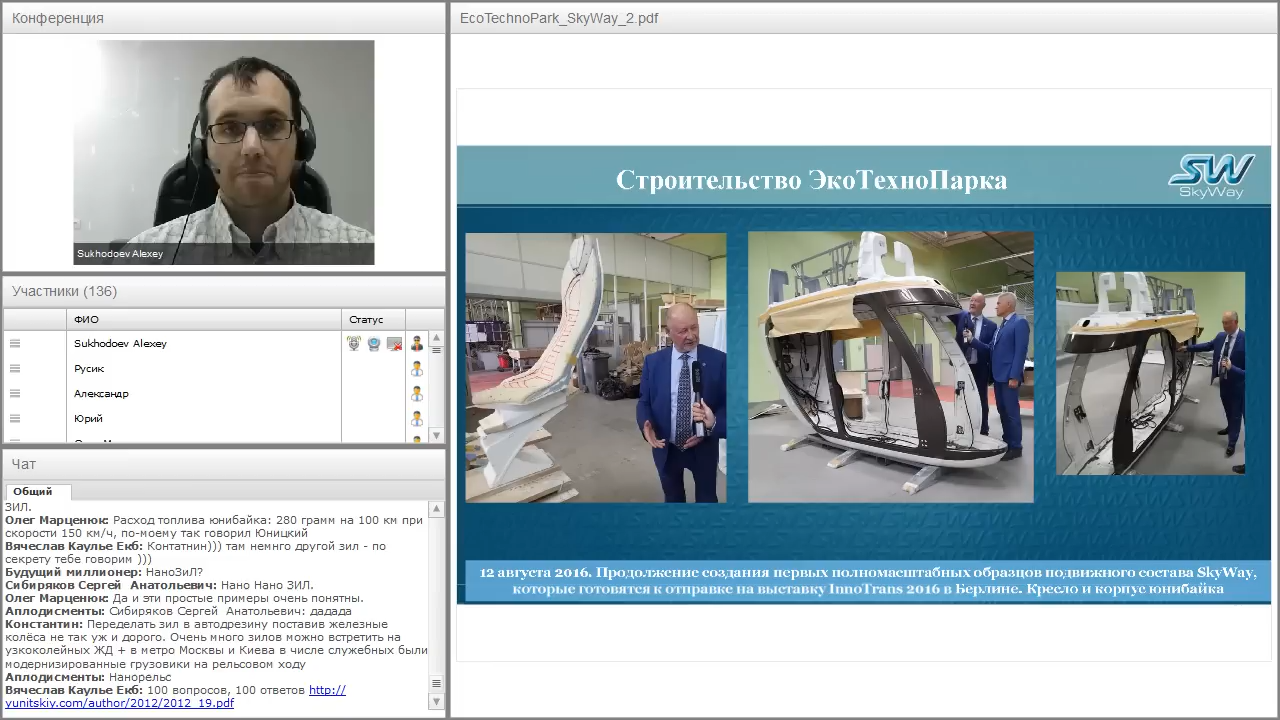 Конференция
Sukhodoev Alexey
Участники (136)
ФИО
Статус
Sukhodoev Alexey
Русик
Александр
Юрий
Чат
Общий
ЗИЛ.
Олег Марценюк: Расход топлива юнибайка: 280 грамм на 100 км при
скорости 150 км/ч, по-моему так говорил Юницкий
Вячеслав Каулье Екб: Контатнин))) там немнго другой зил - по
секрету тебе говорим )))
Будущий миллионер: НаноЗиЛ?
Сибиряков Сергей Анатольевич: Нано Нано ЗИЛ.
Олег Марценюк: Да и эти простые примеры очень понятны.
Аплодисменты: Сибиряков Сергей Анатольевич: дадада
Константин: Переделать зил в автодрезину поставив железные
колёса не так уж и дорого. Очень много зилов можно встретить на
узкоколейных ЖД + в метро Москвы и Киева в числе служебных были
модернизированные грузовики на рельсовом ходу
Аплодисменты: Нанорельс
Вячеслав Каулье Екб: 100 вопросов, 100 ответов http://
yunitskiy.com/author/2012/2012_19.pdf
EcoTechnoPark_SkyWay_2.pdf
Строительство ЭкоТехноПарка
SW
SkyWay
12 августа 2016. Продолжение создания первых полномасштабных образцов подвижного состава SkyWay,
которые готовятся к отправке на выставку InnoTrans 2016 в Берлине. Кресло и корпус юнибайка